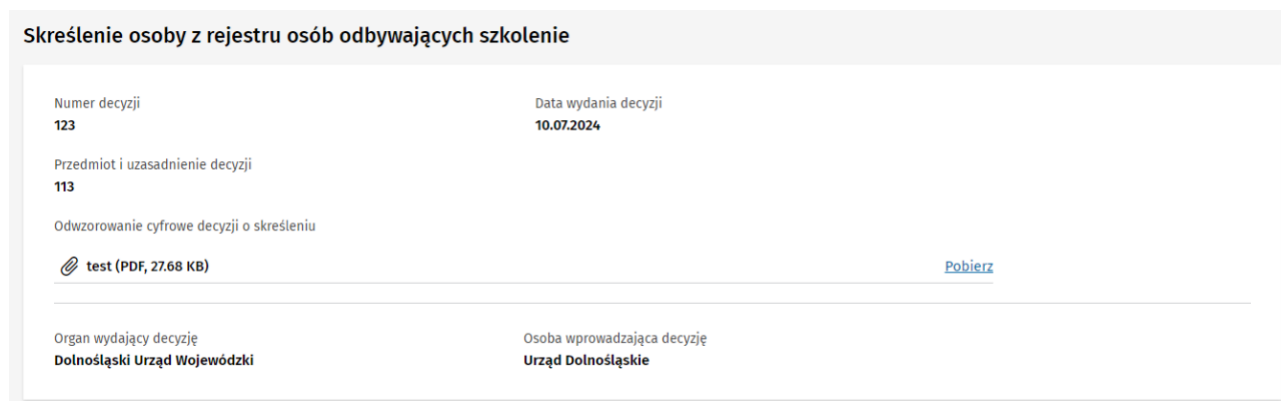 Skreślenie osoby z rejestru osób odbywających szkolenie
Numer decyzji
123
Data wydania decyzji
10.07.2024
Przedmiot i uzasadnienie decyzji
113
Odwzorowanie cyfrowe decyzji o skreśleniu
test (PDF, 27.68 KB)
Pobierz
Organ wydający decyzję
Dolnośląski Urząd Wojewódzki
Osoba wprowadzająca decyzję
Urząd Dolnośląskie